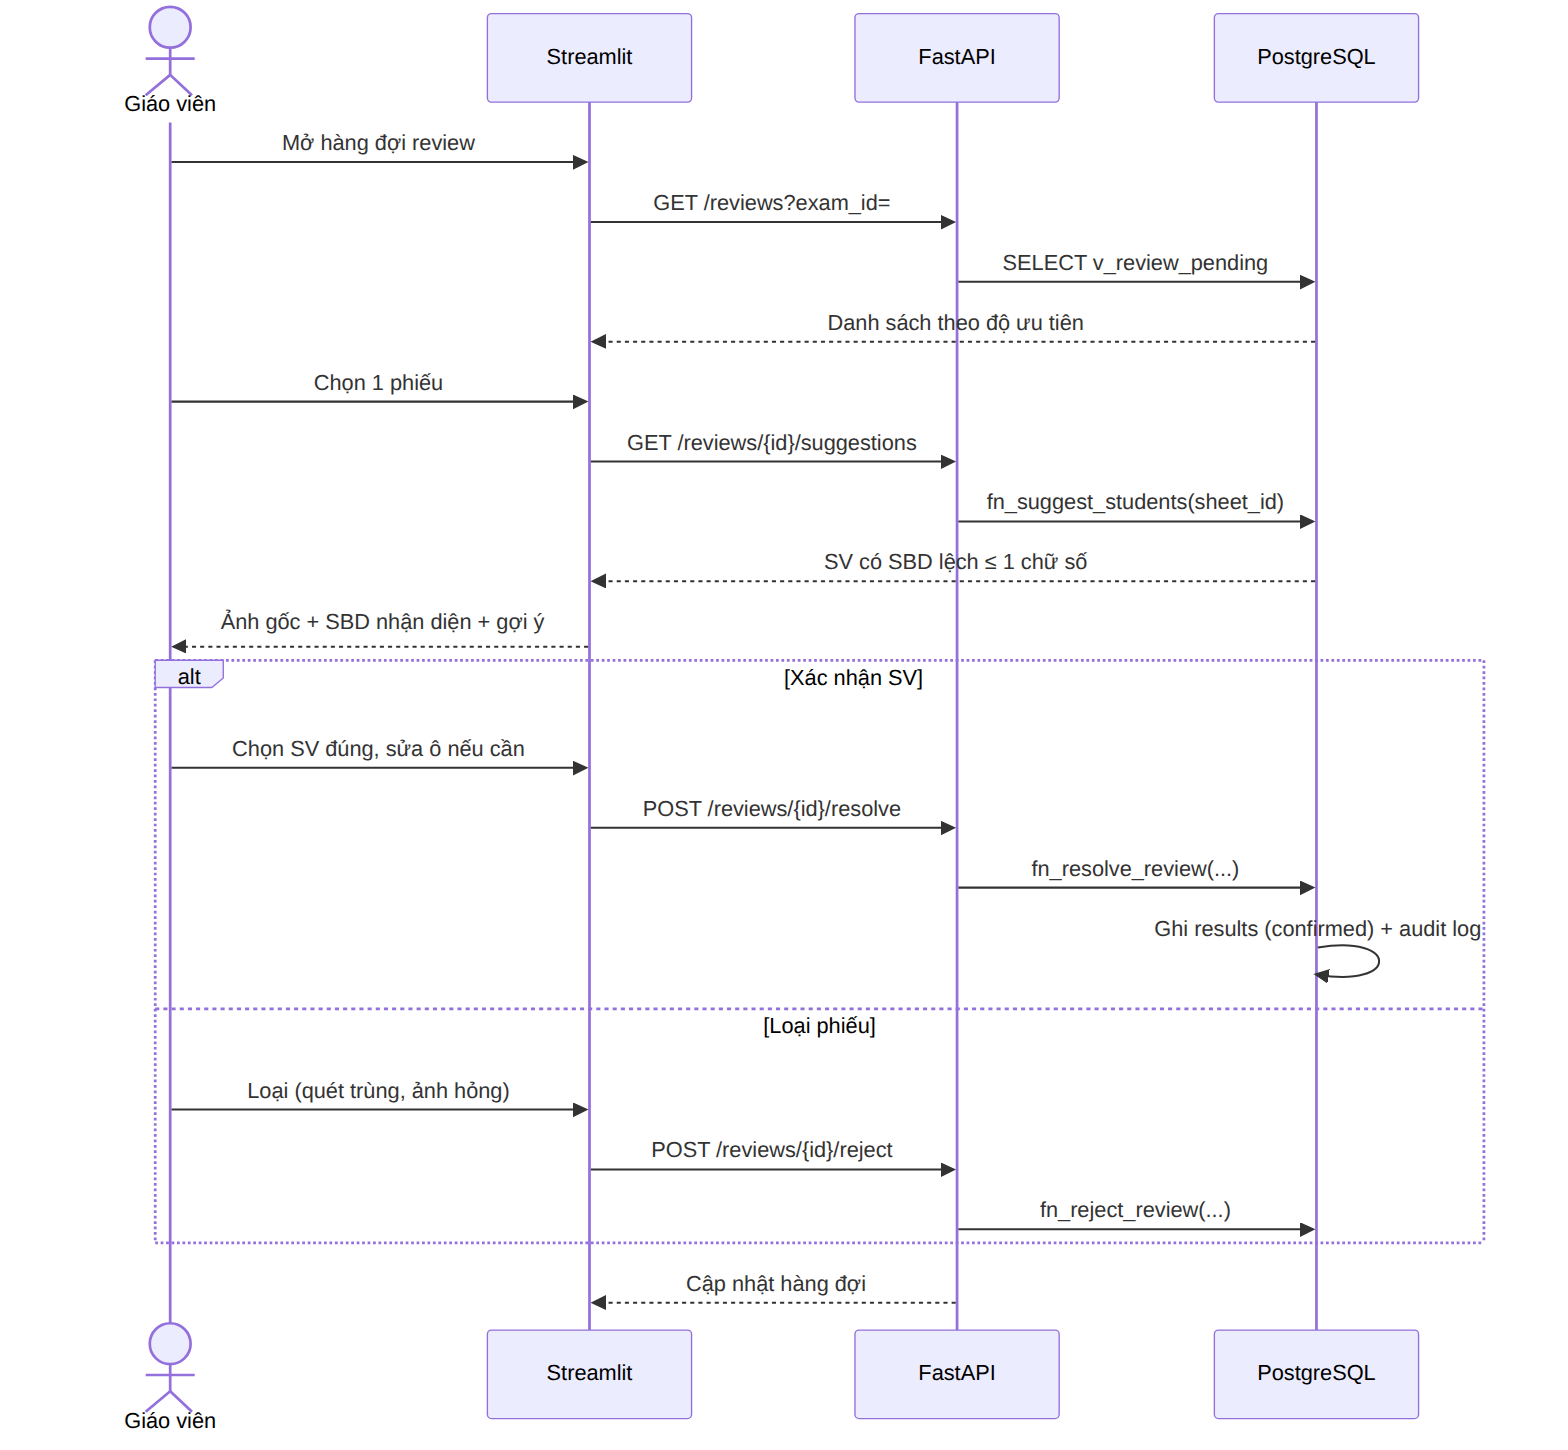 Giáo viên
Streamlit
FastAPI
PostgreSQL
Mở hàng đợi review
GET /reviews?exam_id=
SELECT v_review_pending
Danh sách theo độ ưu tiên
Chọn 1 phiếu
GET /reviews/{id}/suggestions
fn_suggest_students(sheet_id)
SV có SBD lệch ≤ 1 chữ số
Ảnh gốc + SBD nhận diện + gợi ý
alt
[Xác nhận SV]
Chọn SV đúng, sửa ô nếu cần
POST /reviews/{id}/resolve
fn_resolve_review(...)
Ghi results (confirmed) + audit log
[Loại phiếu]
Loại (quét trùng, ảnh hỏng)
POST /reviews/{id}/reject
fn_reject_review(...)
Cập nhật hàng đợi
Giáo viên
Streamlit
FastAPI
PostgreSQL